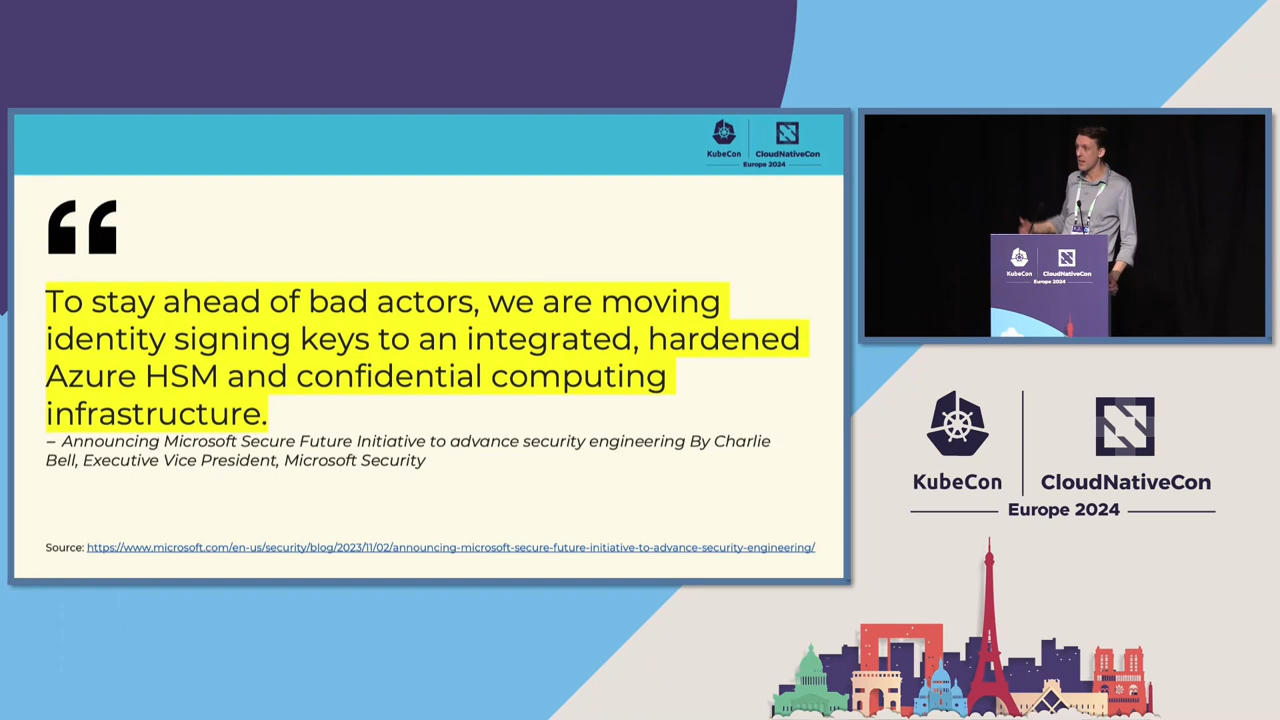 KubeCon
CloudNativeCon
Europe 2024
To stay ahead of bad actors, we are moving
identity signing keys to an integrated, hardened
Azure HSM and confidential computing
infrastructure.
– Announcing Microsoft Secure Future Initiative to advance security engineering By Charlie
Bell, Executive Vice President, Microsoft Security
Source: https://www.microsoft.com/en-us/security/blog/2023/11/02/announcing-microsoft-secure-future-initiative-to-advance-security-engineering/
KubeCon
CloudNativeCon
Europe 2024
KubeCon
CloudNativeCon
Europe 2024